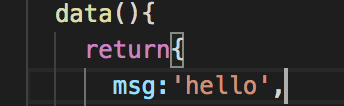 data(){
return{
msg:'hello',